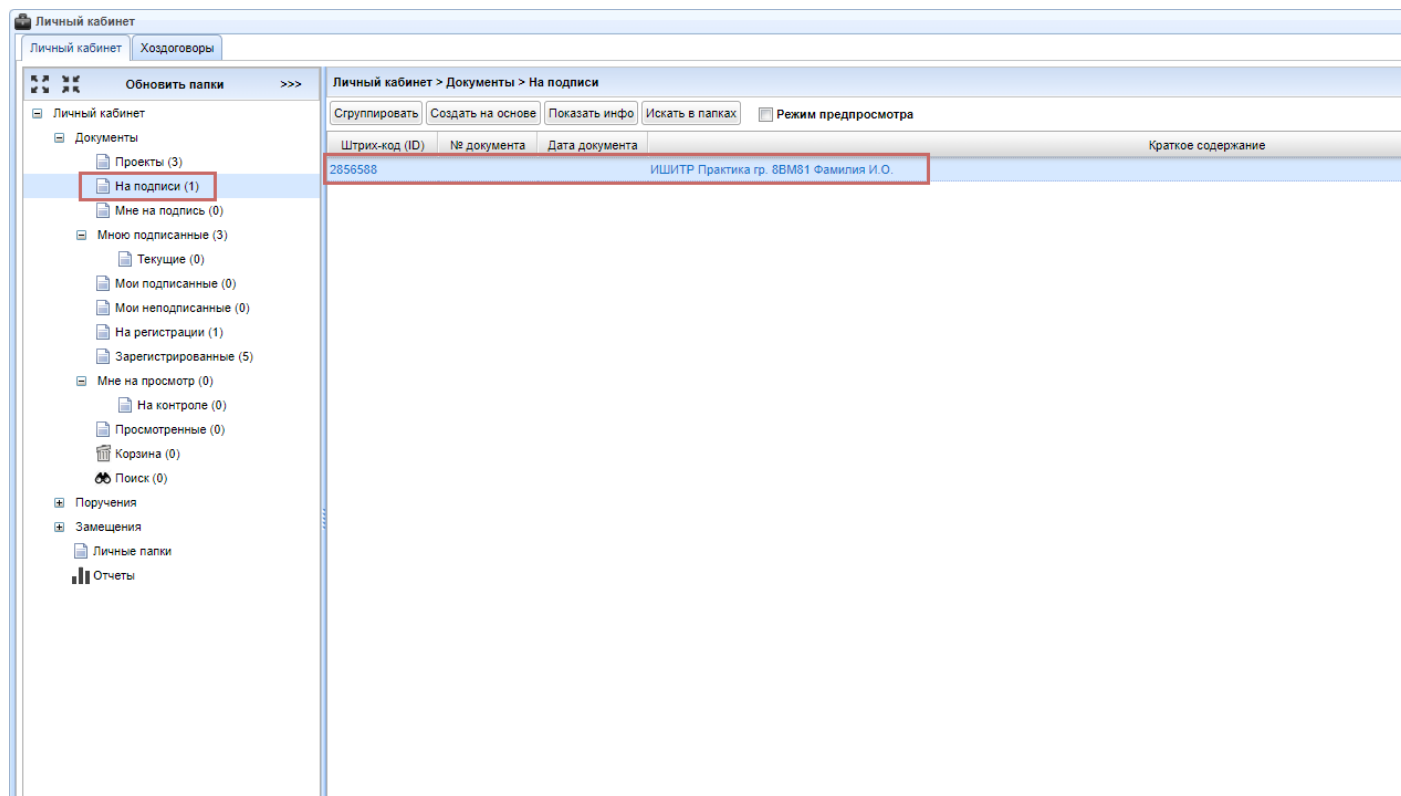 Личный кабинет
Личный кабинет Хоздоговоры
Обновить папки >>>
Личный кабинет
Документы
Проекты (3)
На подписи (1)
Мне на подпись (0)
Мною подписанные (3)
Текущие (0)
Мои подписанные (0)
Мои неподписанные (0)
На регистрации (1)
Зарегистрированные (5)
Мне на просмотр (0)
На контроле (0)
Просмотренные (0)
Корзина (0)
Поиск (0)
Поручения
Замещения
Личные папки
Отчеты
Личный кабинет > Документы > На подписи
Сгруппировать Создать на основе Показать инфо Искать в папках Режим предпросмотра
Штрих-код (ID) № документа Дата документа Краткое содержание
2856588 ИШИТР Практика гр. 8ВМ81 Фамилия И.О.